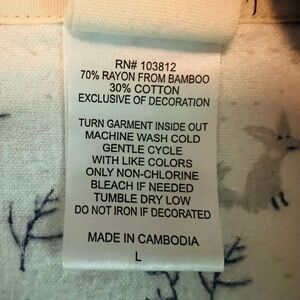 RN# 103812
70% RAYON FROM BAMBOO
30% COTTON
EXCLUSIVE OF DECORATION
TURN GARMENT INSIDE OUT
MACHINE WASH COLD
GENTLE CYCLE
WITH LIKE COLORS
ONLY NON-CHLORINE
BLEACH IF NEEDED
TUMBLE DRY LOW
DO NOT IRON IF DECORATED
MADE IN CAMBODIA
L